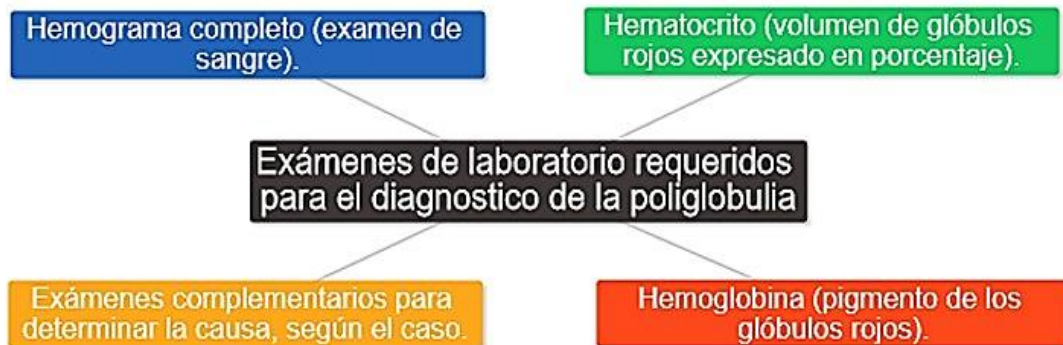 Hemograma completo (examen de
sangre).
Hematocrito (volumen de glóbulos
rojos expresado en porcentaje).
Exámenes de laboratorio requeridos
para el diagnostico de la poliglobulia
Exámenes complementarios para
determinar la causa, según el caso.
Hemoglobina (pigmento de los
glóbulos rojos).